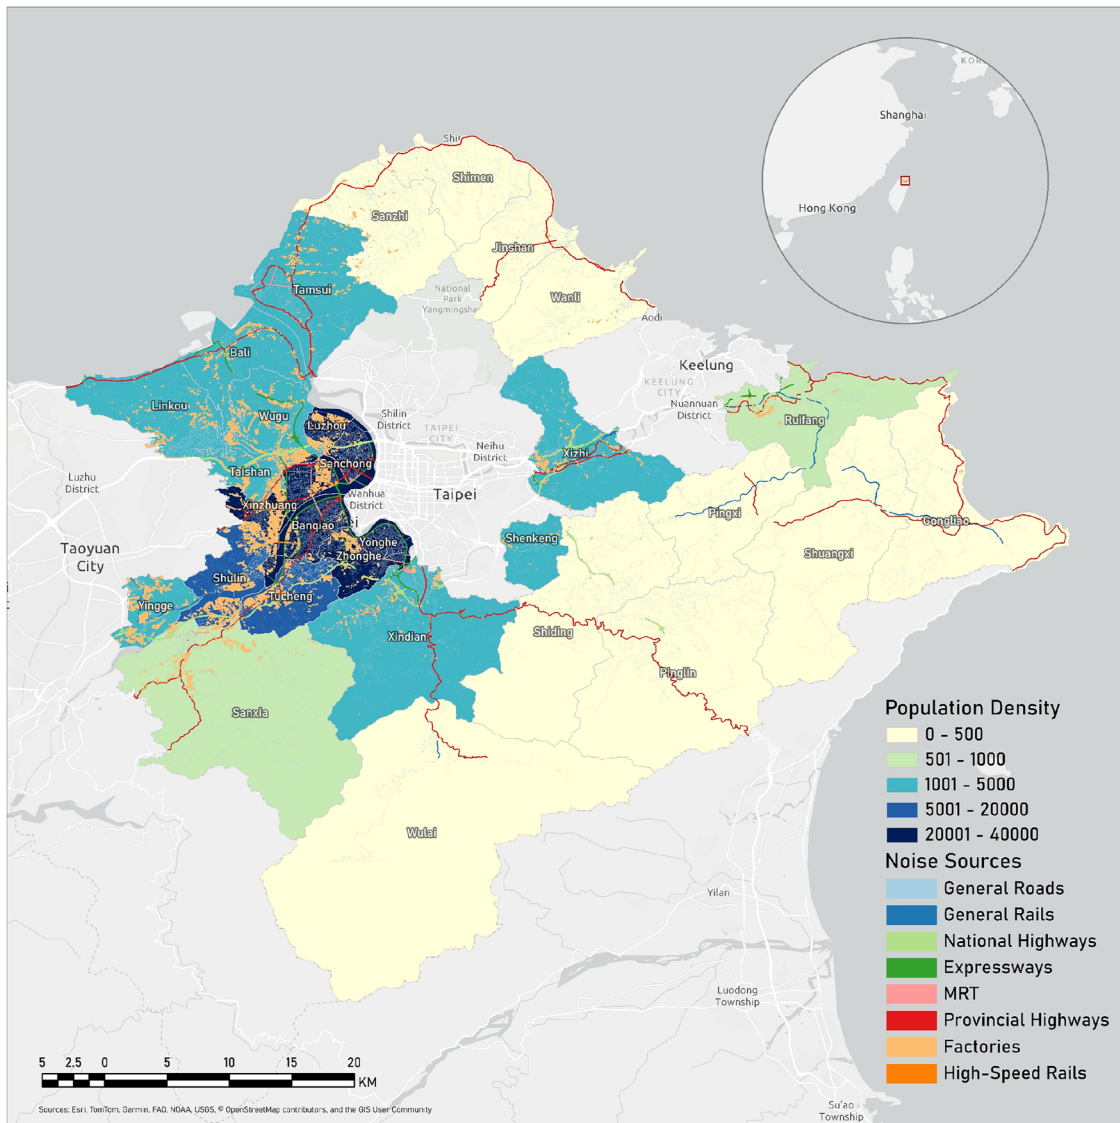 KOR
Shanghai
Hong Kong
Shimen
Sanzhi
Jinshan
Wanli
National
Park
Yangmingsha
Tamsui
Aodi
Bali
Keelung
KEELUNG
CITY
Linkou
Nuannuan
District
Wugu
Luzhou
Shilin
District
TAIPEI
CITY
Ruifang
Neihu
District
Xizhi
Sanchong
Taishan
Luzhu
District
Taipei
Wanhua
District
Xinzhuang
Banqiao
Pingxi
Gongliao
Taoyuan
City
Yonghe
Zhonghe
Shenkeng
Shuangxi
Shulin
Tucheng
Yingge
Xindian
Shiding
Pinglin
Sanxia
Wulai
Yilan
Luodong
Township
Su'ao
Township
Population Density
0 - 500
501 - 1000
1001 - 5000
5001 - 20000
20001 - 40000
Noise Sources
General Roads
General Rails
National Highways
Expressways
MRT
Provincial Highways
Factories
High-Speed Rails
5 2.5 0 5 10 15 20
KM
Sources: Esri, TomTom, Garmin, FAO, NOAA, USGS, © OpenStreetMap contributors, and the GIS User Community